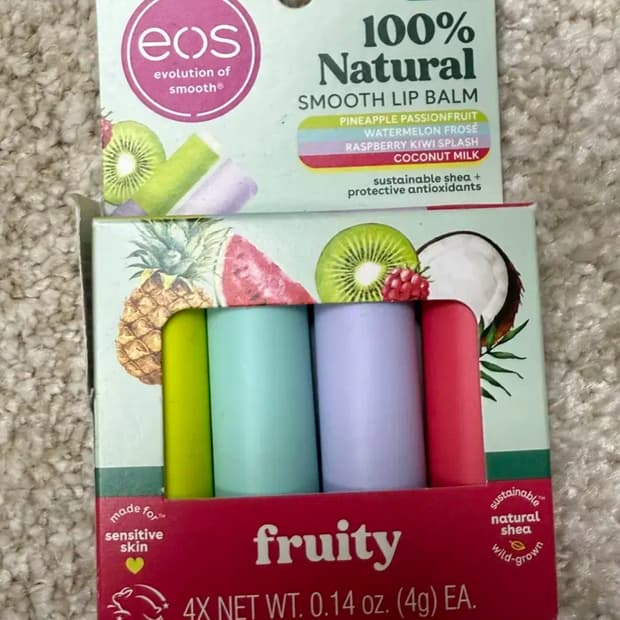 eos
evolution of
smooth®
100%
Natural
SMOOTH LIP BALM
PINEAPPLE PASSIONFRUIT
WATERMELON FROSÉ
RASPBERRY KIWI SPLASH
COCONUT MILK
sustainable shea +
protective antioxidants
made for™
sensitive
skin
sustainable™
natural
shea
wild-grown
fruity
4X NET WT. 0.14 oz. (4g) EA.